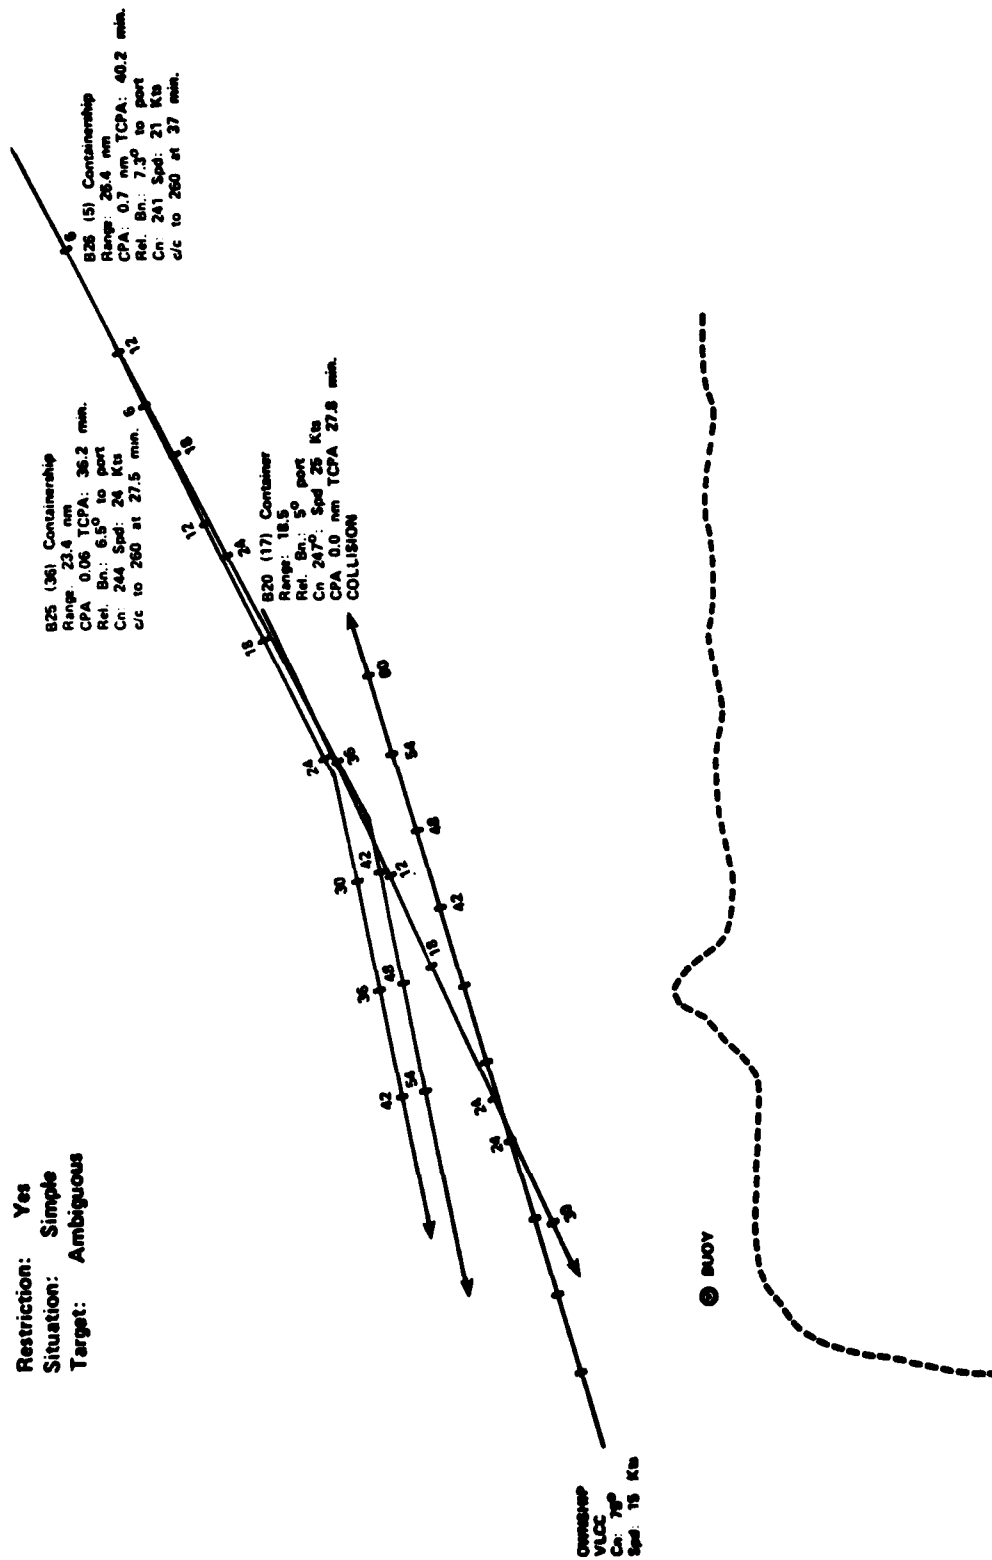 Restriction: Yes
Situation: Simple
Target: Ambiguous
B26 (5) Containership
Range: 26.4 nm
CPA: 0.7 nm TCPA: 40.2 min.
Rel. Bn.: 7.3° to port
Cn: 241 Spd: 21 Kts
c/c to 260 at 37 min.
B25 (36) Containership
Range: 23.4 nm
CPA 0.06 TCPA: 36.2 min.
Rel. Bn.: 6.5° to port
Cn: 244 Spd: 24 Kts
c/c to 260 at 27.5 min.
B20 (17) Container
Range: 18.5
Rel. Bn.: 5° port
Cn 247°: Spd 25 Kts
CPA 0.0 nm TCPA 27.8 min.
COLLISION
OWNSHIP
VLCC
Spd: 15 Kts
BUOY
6
12
6
18
12
24
18
24
36
30
42
12
36
48
18
42
54
24
24
42
48
54
60